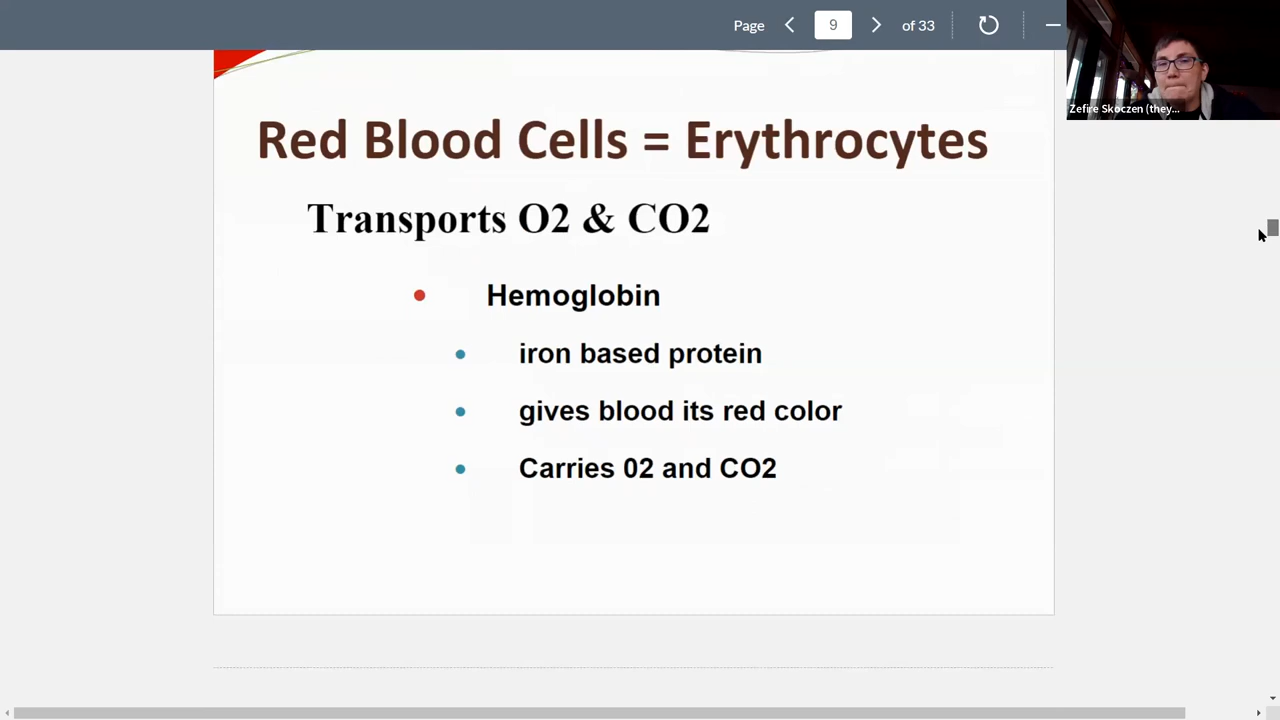 Page 9 of 33
Zefire Skoczen (they...
Red Blood Cells = Erythrocytes
Transports O2 & CO2
Hemoglobin
iron based protein
gives blood its red color
Carries 02 and CO2